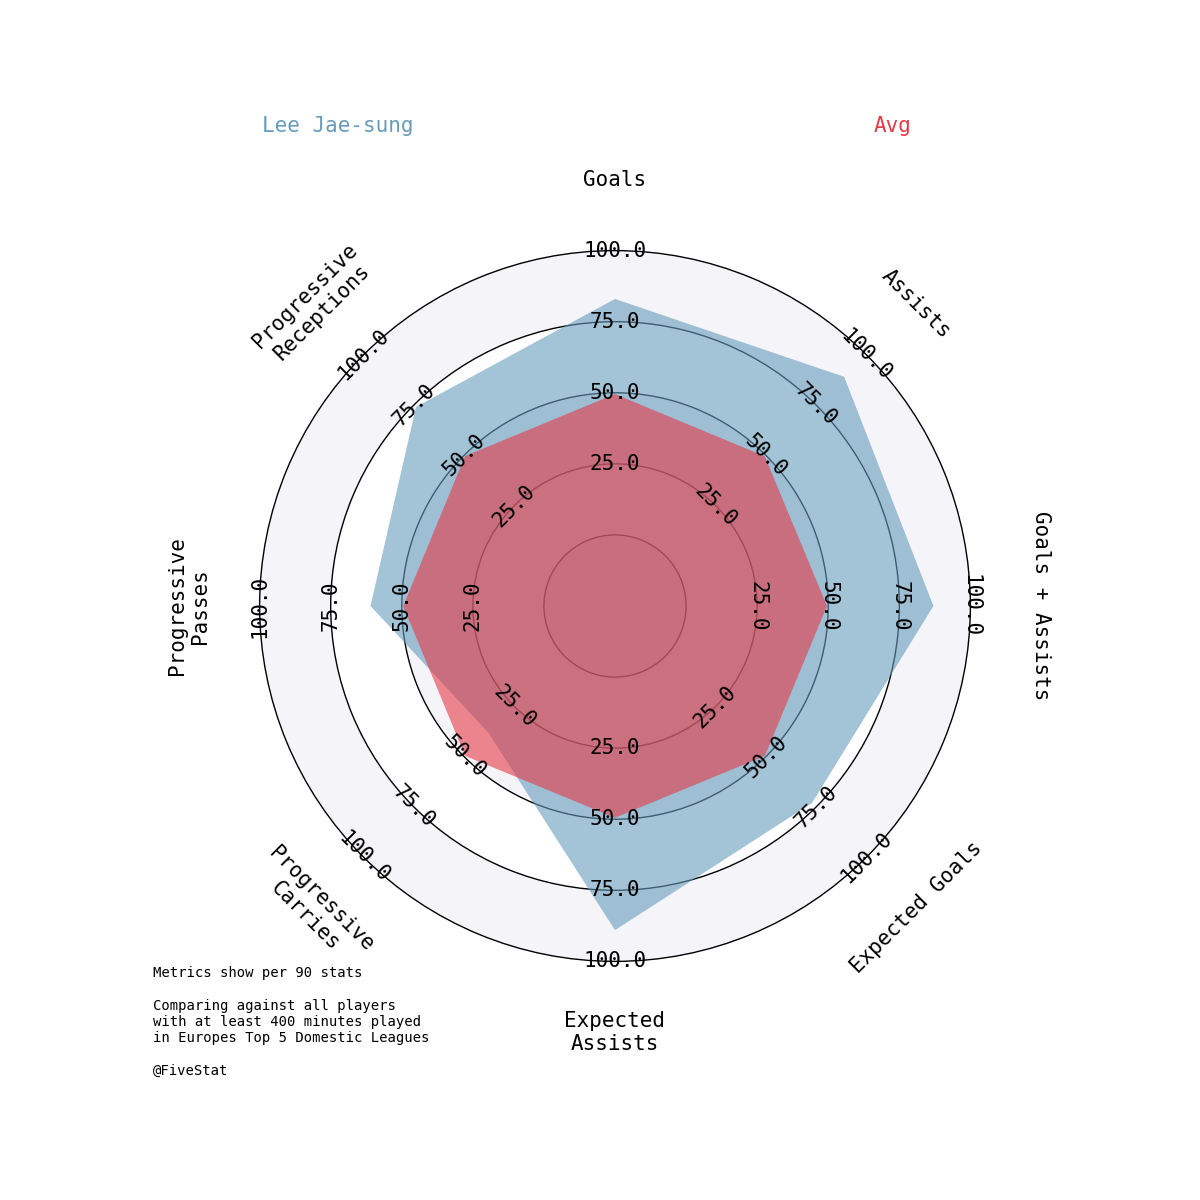 Lee Jae-sung
Avg
Goals
Assists
Goals + Assists
Expected Goals
Expected
Assists
Progressive
Carries
Progressive
Passes
Progressive
Receptions
25.0
50.0
75.0
100.0
25.0
50.0
75.0
100.0
25.0
50.0
75.0
100.0
25.0
50.0
75.0
100.0
25.0
50.0
75.0
100.0
25.0
50.0
75.0
100.0
25.0
50.0
75.0
100.0
25.0
50.0
75.0
100.0
Metrics show per 90 stats
Comparing against all players
with at least 400 minutes played
in Europes Top 5 Domestic Leagues
@FiveStat